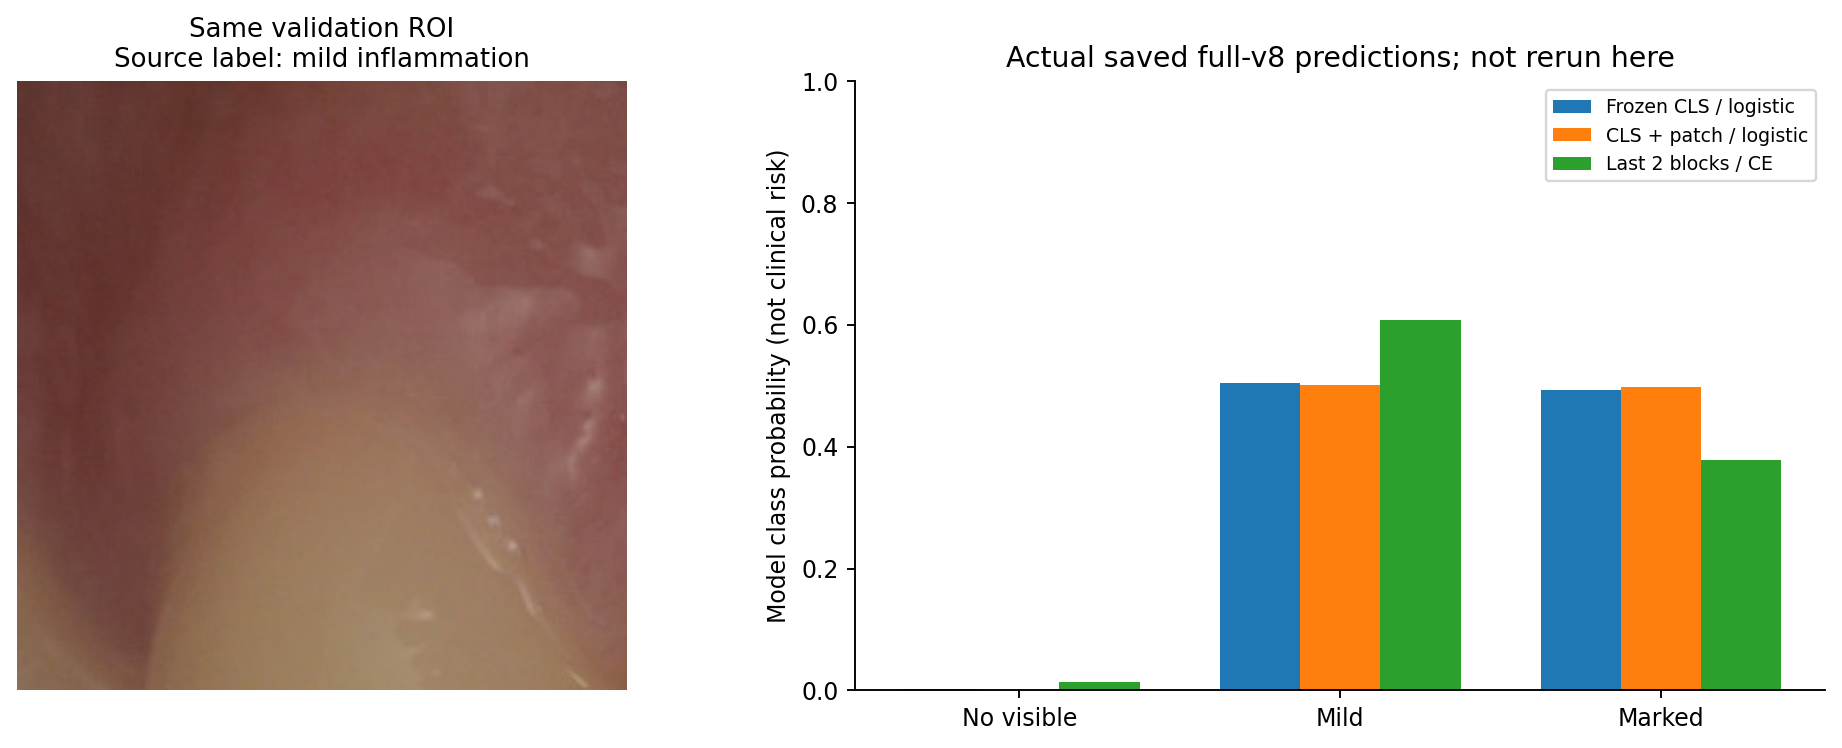 Same validation ROI
Source label: mild inflammation
Actual saved full-v8 predictions; not rerun here
Model class probability (not clinical risk)
1.0
0.8
0.6
0.4
0.2
0.0
Frozen CLS / logistic
CLS + patch / logistic
Last 2 blocks / CE
No visible
Mild
Marked